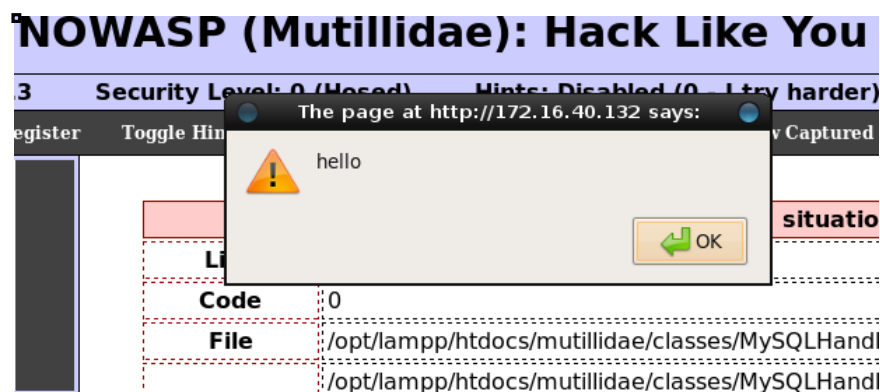 NOWASP (Mutillidae): Hack Like You
.3 Security Level: 0 (Hosed) Hints: Disabled (0 - I try harder)
egister Toggle Hin v Captured
The page at http://172.16.40.132 says:
hello
OK
situatio
Li
Code 0
File /opt/lampp/htdocs/mutillidae/classes/MySQLHandl
/opt/lampp/htdocs/mutillidae/classes/MySQLHandl